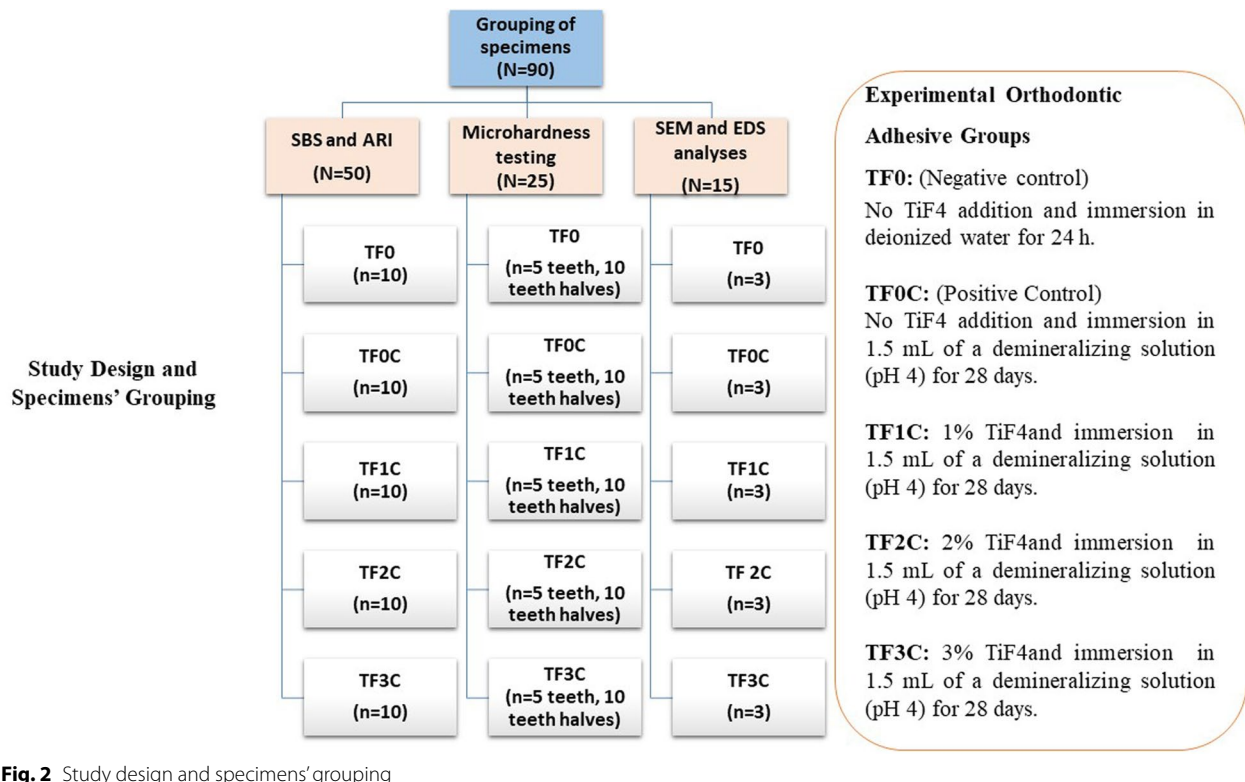 Grouping of
specimens
(N=90)
SBS and ARI
(N=50)
Microhardness
testing
(N=25)
SEM and EDS
analyses
(N=15)
TF0
(n=10)
TF0
(n=5 teeth, 10
teeth halves)
TF0
(n=3)
TF0C
(n=10)
TF0C
(n=5 teeth, 10
teeth halves)
TF0C
(n=3)
Study Design and
Specimens' Grouping
TF1C
(n=10)
TF1C
(n=5 teeth, 10
teeth halves)
TF1C
(n=3)
TF2C
(n=10)
TF2C
(n=5 teeth, 10
teeth halves)
TF 2C
(n=3)
TF3C
(n=10)
TF3C
(n=5 teeth, 10
teeth halves)
TF3C
(n=3)
Experimental Orthodontic
Adhesive Groups
TF0: (Negative control)
No TiF4 addition and immersion in
deionized water for 24 h.
TF0C: (Positive Control)
No TiF4 addition and immersion in
1.5 mL of a demineralizing solution
(pH 4) for 28 days.
TF1C: 1% TiF4and immersion in
1.5 mL of a demineralizing solution
(pH 4) for 28 days.
TF2C: 2% TiF4and immersion in
1.5 mL of a demineralizing solution
(pH 4) for 28 days.
TF3C: 3% TiF4and immersion in
1.5 mL of a demineralizing solution
(pH 4) for 28 days.
Fig. 2 Study design and specimens' grouping